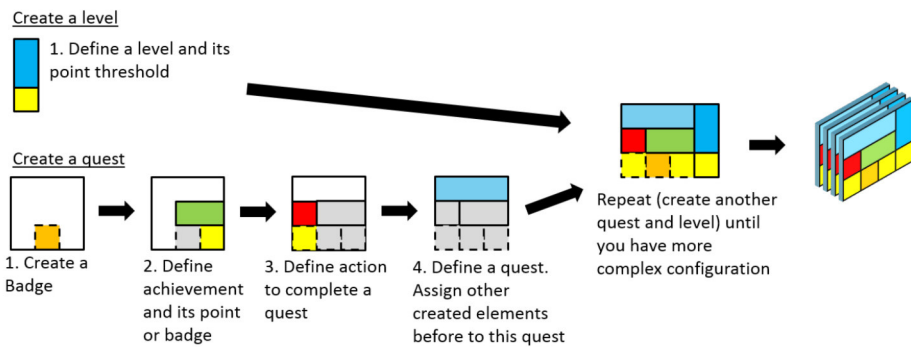 Create a level
1. Define a level and its
point threshold
Create a quest
1. Create a
Badge
2. Define
achievement
and its point
or badge
3. Define action
to complete a
quest
4. Define a quest.
Assign other
created elements
before to this quest
Repeat (create another
quest and level) until
you have more
complex configuration